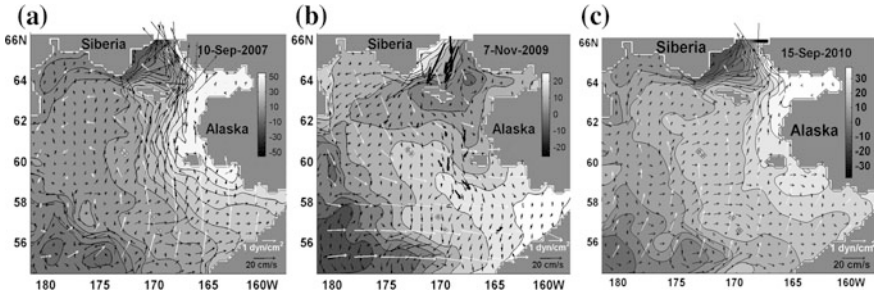 (a)
66N
Siberia
10-Sep-2007
64
62
60
58
56
50
30
10
-10
-30
-50
Alaska
1 dyn/cm²
20 cm/s
180
175
170
165
160W
(b)
66N
Siberia
7-Nov-2009
64
62
60
58
56
20
10
0
-10
-20
Alaska
1 dyn/cm²
20 cm/s
180
175
170
165
160W
(c)
66N
Siberia
15-Sep-2010
64
62
60
58
56
30
20
10
0
-10
-20
-30
Alaska
1 dyn/cm²
20 cm/s
180
175
170
165
160W